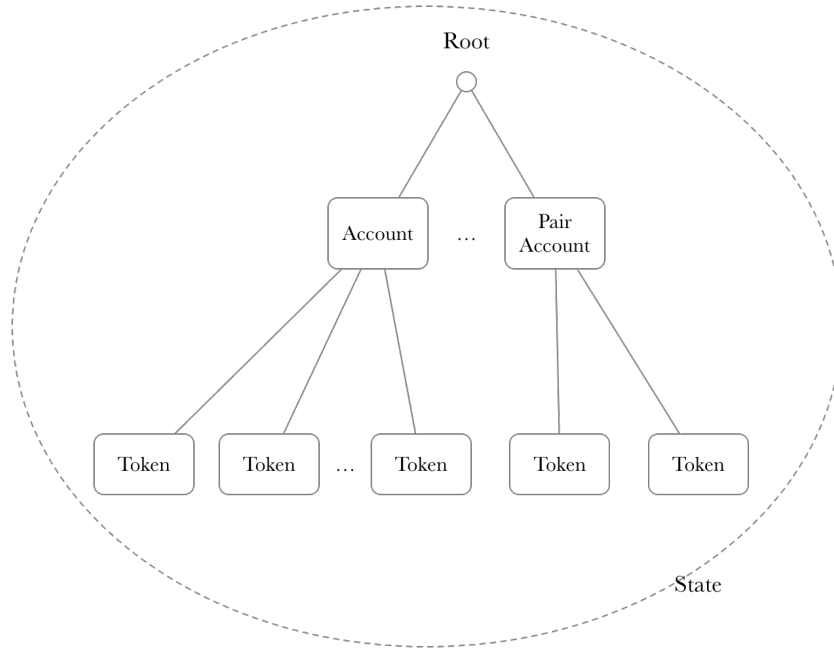 Root
Account
…
Pair
Account
Token
Token
…
Token
Token
Token
State